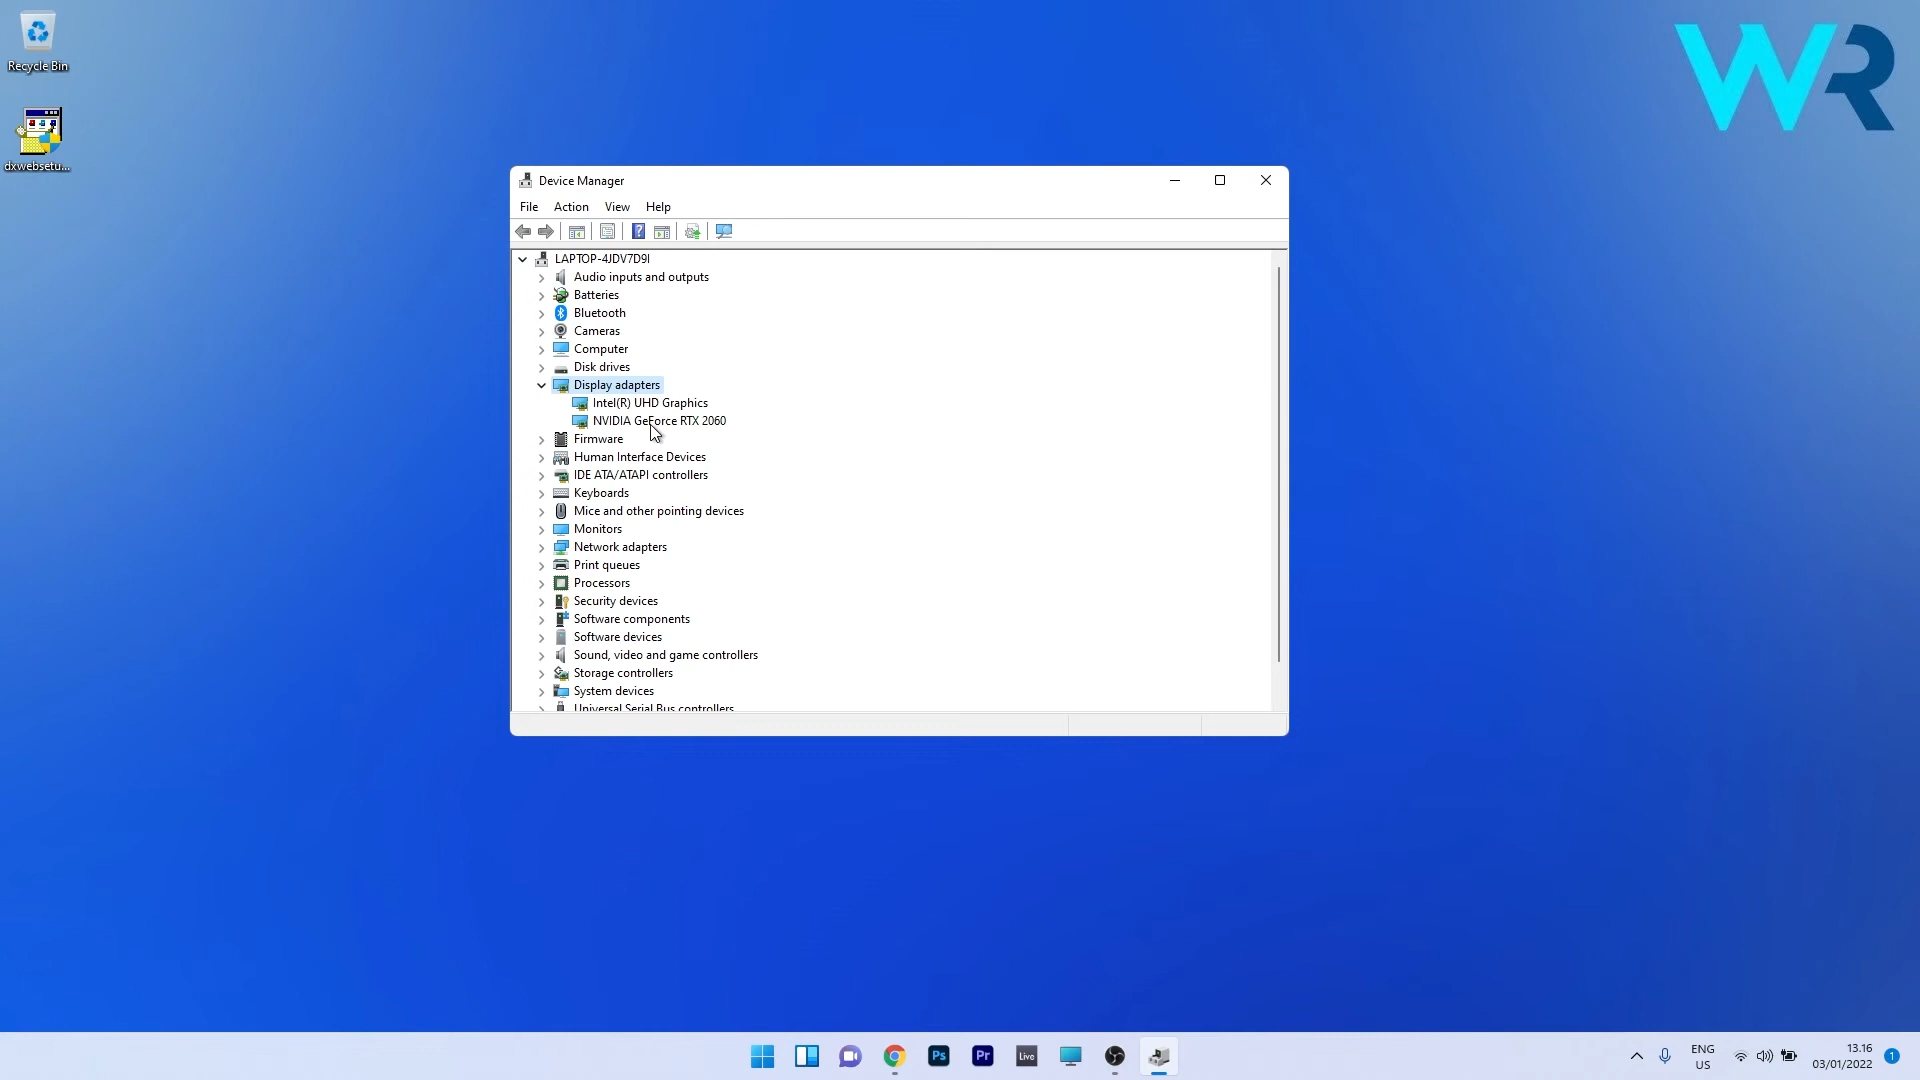 Recycle Bin
dxwebsetu...
WR
Device Manager
File Action View Help
LAPTOP-4JDV7D9I
Audio inputs and outputs
Batteries
Bluetooth
Cameras
Computer
Disk drives
Display adapters
Intel(R) UHD Graphics
NVIDIA GeForce RTX 2060
Firmware
Human Interface Devices
IDE ATA/ATAPI controllers
Keyboards
Mice and other pointing devices
Monitors
Network adapters
Print queues
Processors
Security devices
Software components
Software devices
Sound, video and game controllers
Storage controllers
System devices
Universal Serial Bus controllers
Ps
Pr
Live
ENG
US
13.16
03/01/2022
1